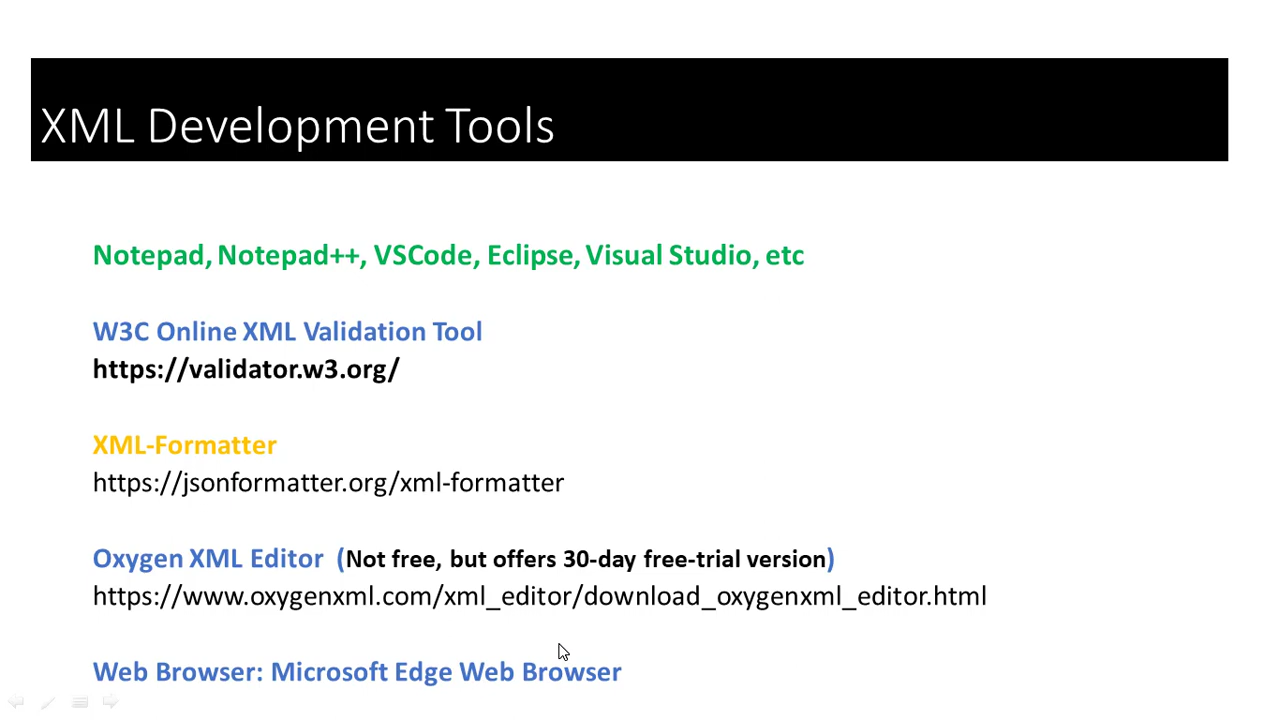 XML Development Tools
Notepad, Notepad++, VSCode, Eclipse, Visual Studio, etc
W3C Online XML Validation Tool
https://validator.w3.org/
XML-Formatter
https://jsonformatter.org/xml-formatter
Oxygen XML Editor (Not free, but offers 30-day free-trial version)
https://www.oxygenxml.com/xml_editor/download_oxygenxml_editor.html
Web Browser: Microsoft Edge Web Browser